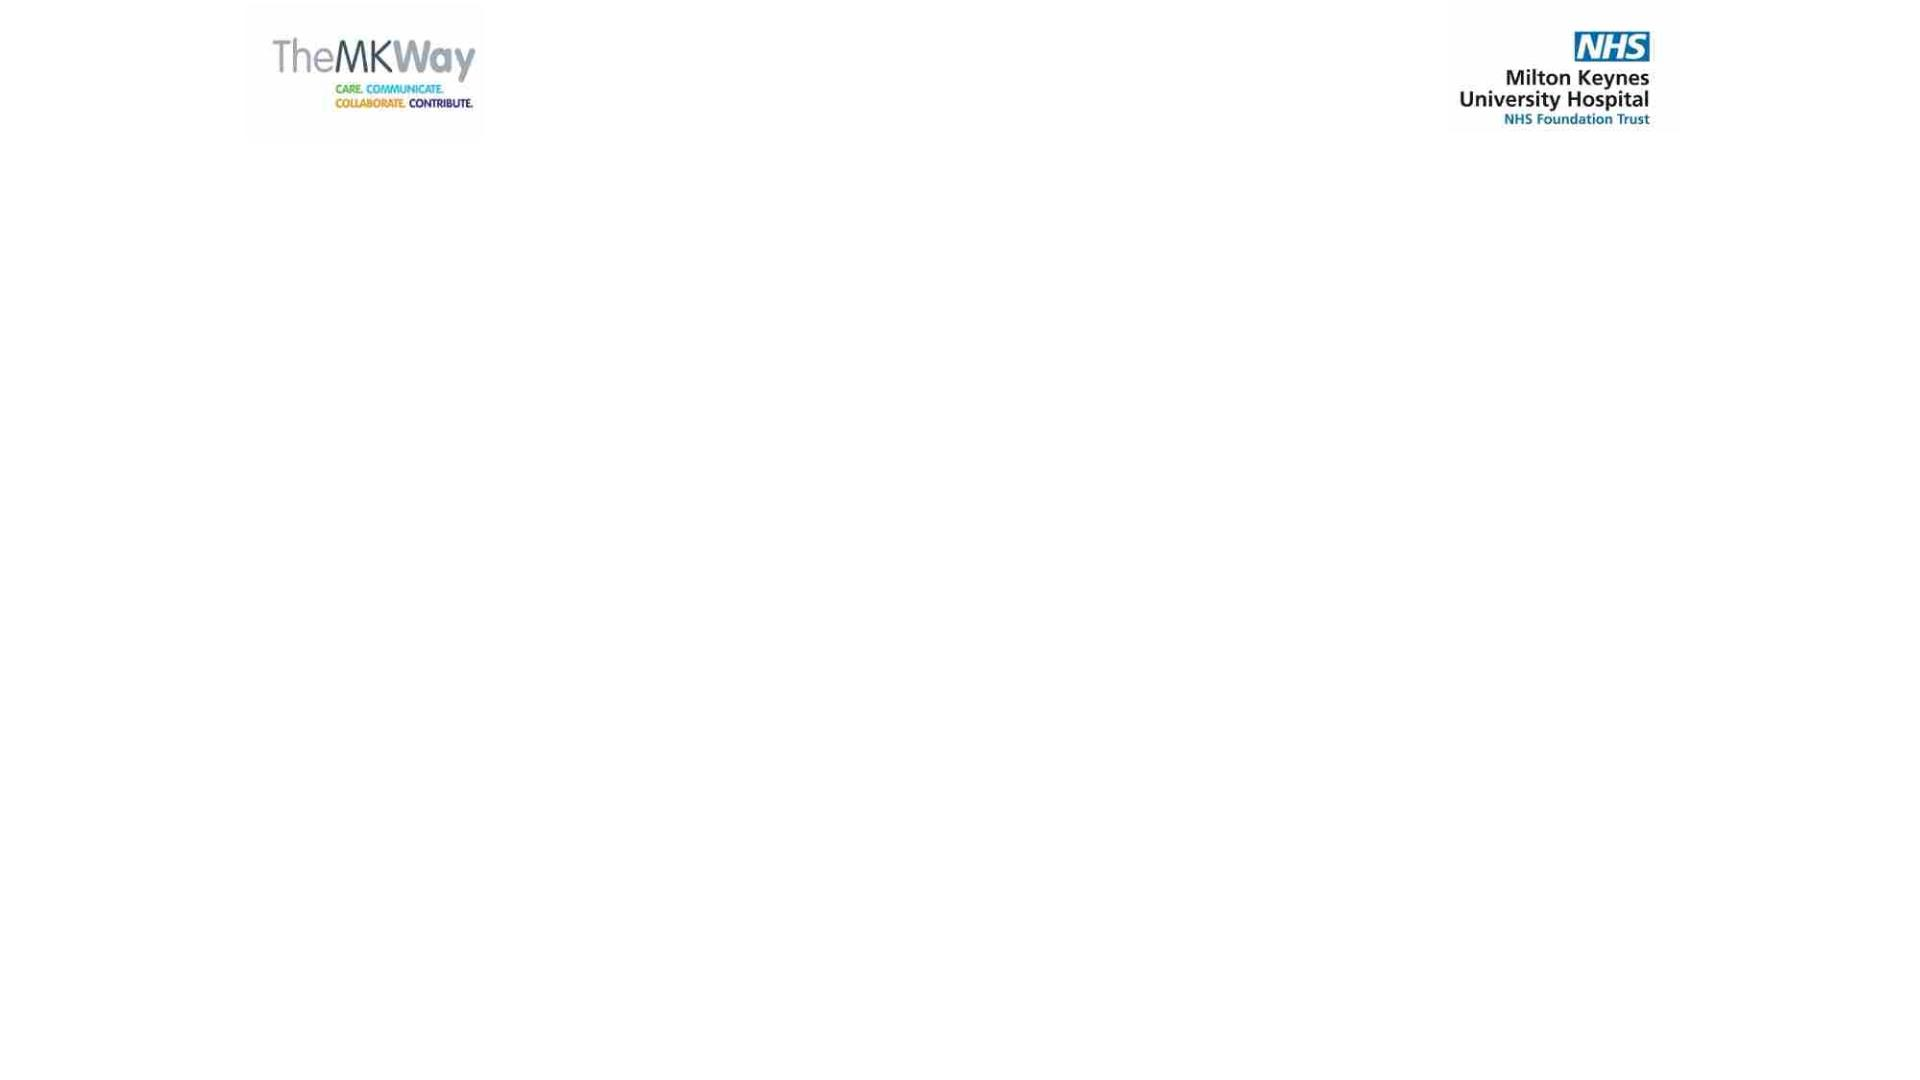 TheMKWay
CARE. COMMUNICATE.
COLLABORATE. CONTRIBUTE.
NHS
Milton Keynes
University Hospital
NHS Foundation Trust